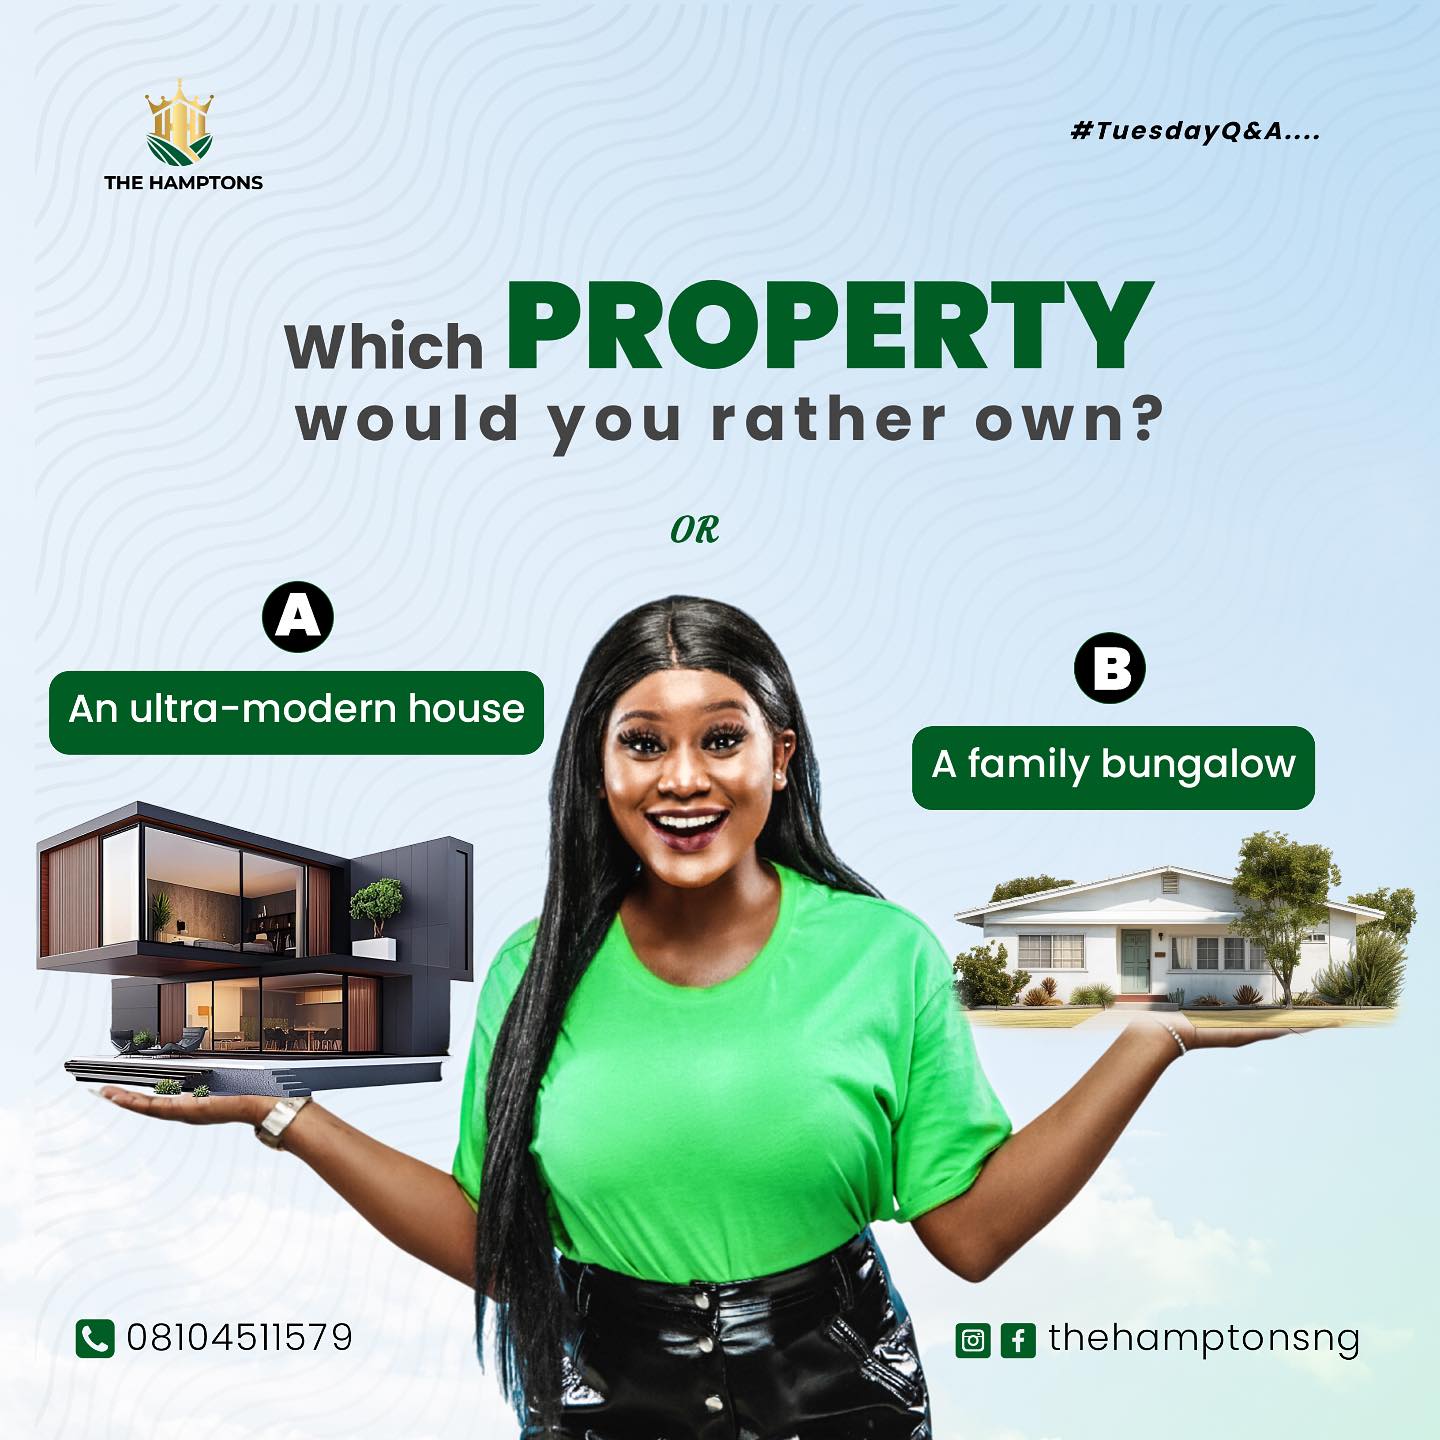 THE HAMPTONS
#TuesdayQ&A....
Which PROPERTY
would you rather own?
OR
A
An ultra-modern house
B
A family bungalow
08104511579
thehamptonsng